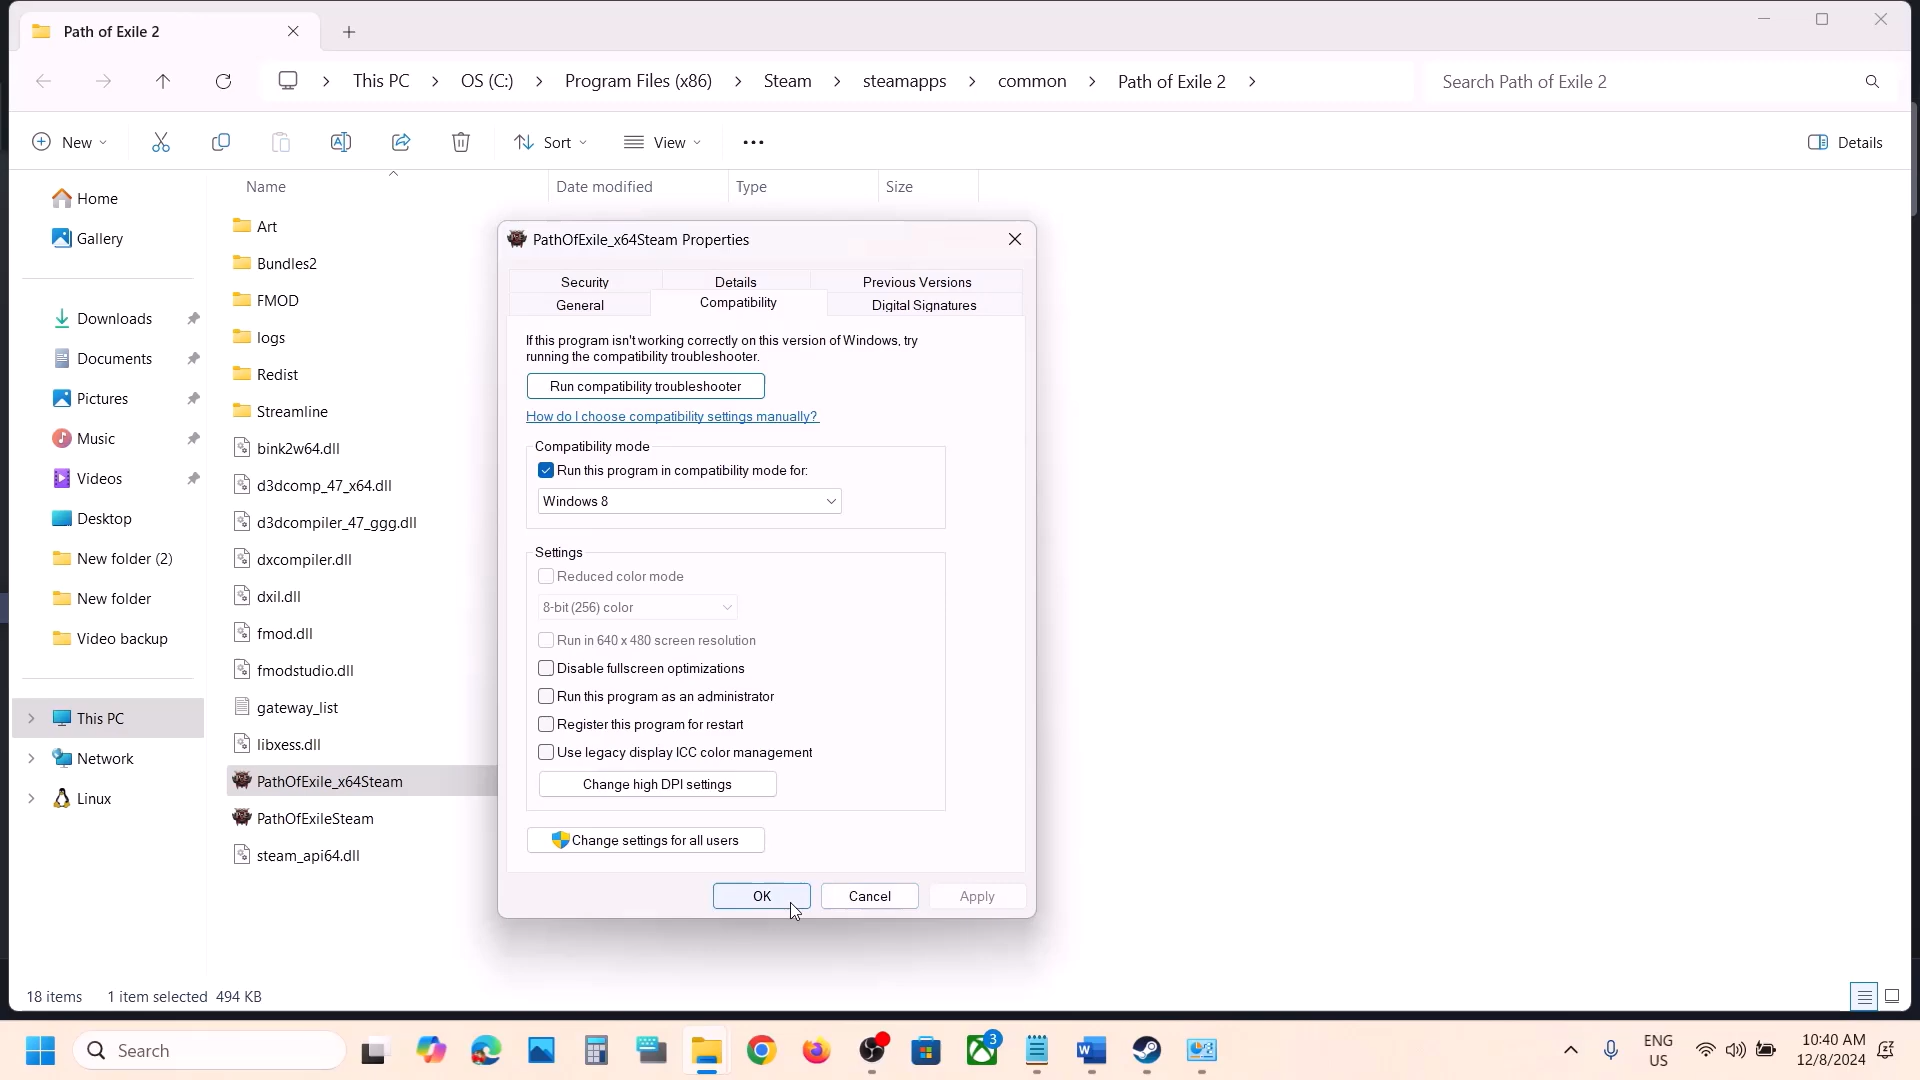 Path of Exile 2
This PC
OS (C:)
Program Files (x86)
Steam
steamapps
common
Path of Exile 2
Search Path of Exile 2
New
Sort
View
Details
Home
Gallery
Downloads
Documents
Pictures
Music
Videos
Desktop
New folder (2)
New folder
Video backup
This PC
Network
Linux
Name
Date modified
Type
Size
Art
Bundles2
FMOD
logs
Redist
Streamline
bink2w64.dll
d3dcomp_47_x64.dll
d3dcompiler_47_ggg.dll
dxcompiler.dll
dxil.dll
fmod.dll
fmodstudio.dll
gateway_list
libxess.dll
PathOfExile_x64Steam
PathOfExileSteam
steam_api64.dll
PathOfExile_x64Steam Properties
Security
Details
Previous Versions
General
Compatibility
Digital Signatures
If this program isn't working correctly on this version of Windows, try
running the compatibility troubleshooter.
Run compatibility troubleshooter
How do I choose compatibility settings manually?
Compatibility mode
Run this program in compatibility mode for:
Windows 8
Settings
Reduced color mode
8-bit (256) color
Run in 640 x 480 screen resolution
Disable fullscreen optimizations
Run this program as an administrator
Register this program for restart
Use legacy display ICC color management
Change high DPI settings
Change settings for all users
OK
Cancel
Apply
18 items
1 item selected 494 KB
Search
3
ENG
US
10:40 AM
12/8/2024